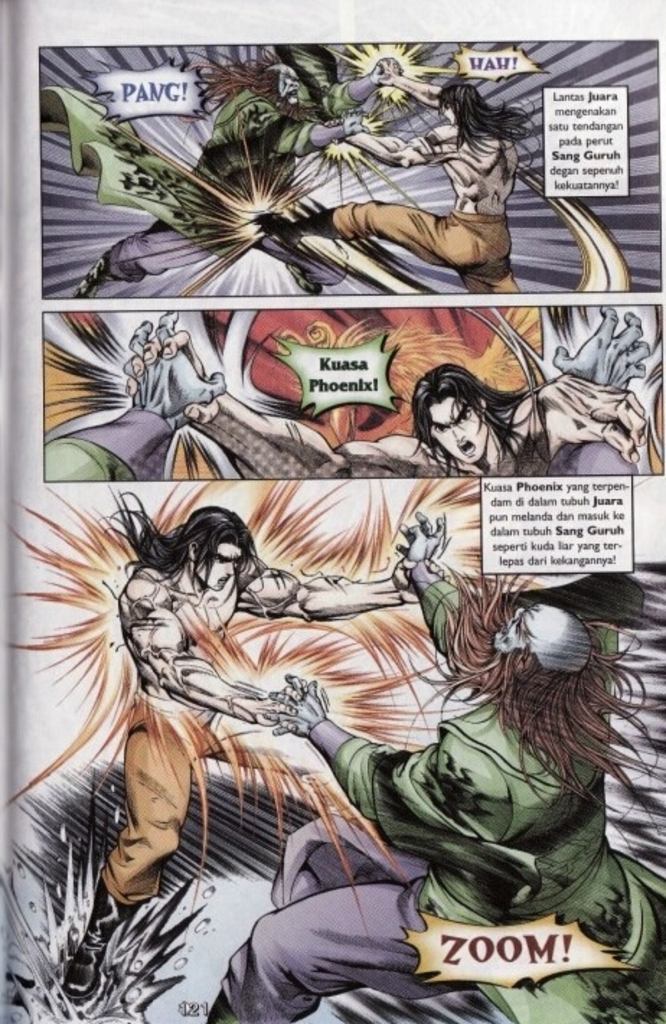 PANG!
HAH!
Lantas Juara
mengenakan
satu tendangan
pada perut
Sang Guruh
degan sepenuh
kekuatannya!
Kuasa
Phoenix!
Kuasa Phoenix yang terpen-
dam di dalam tubuh Juara
pun melanda dan masuk ke
dalam tubuh Sang Guruh
seperti kuda liar yang ter-
lepas dari kekangannya!
ZOOM!
121